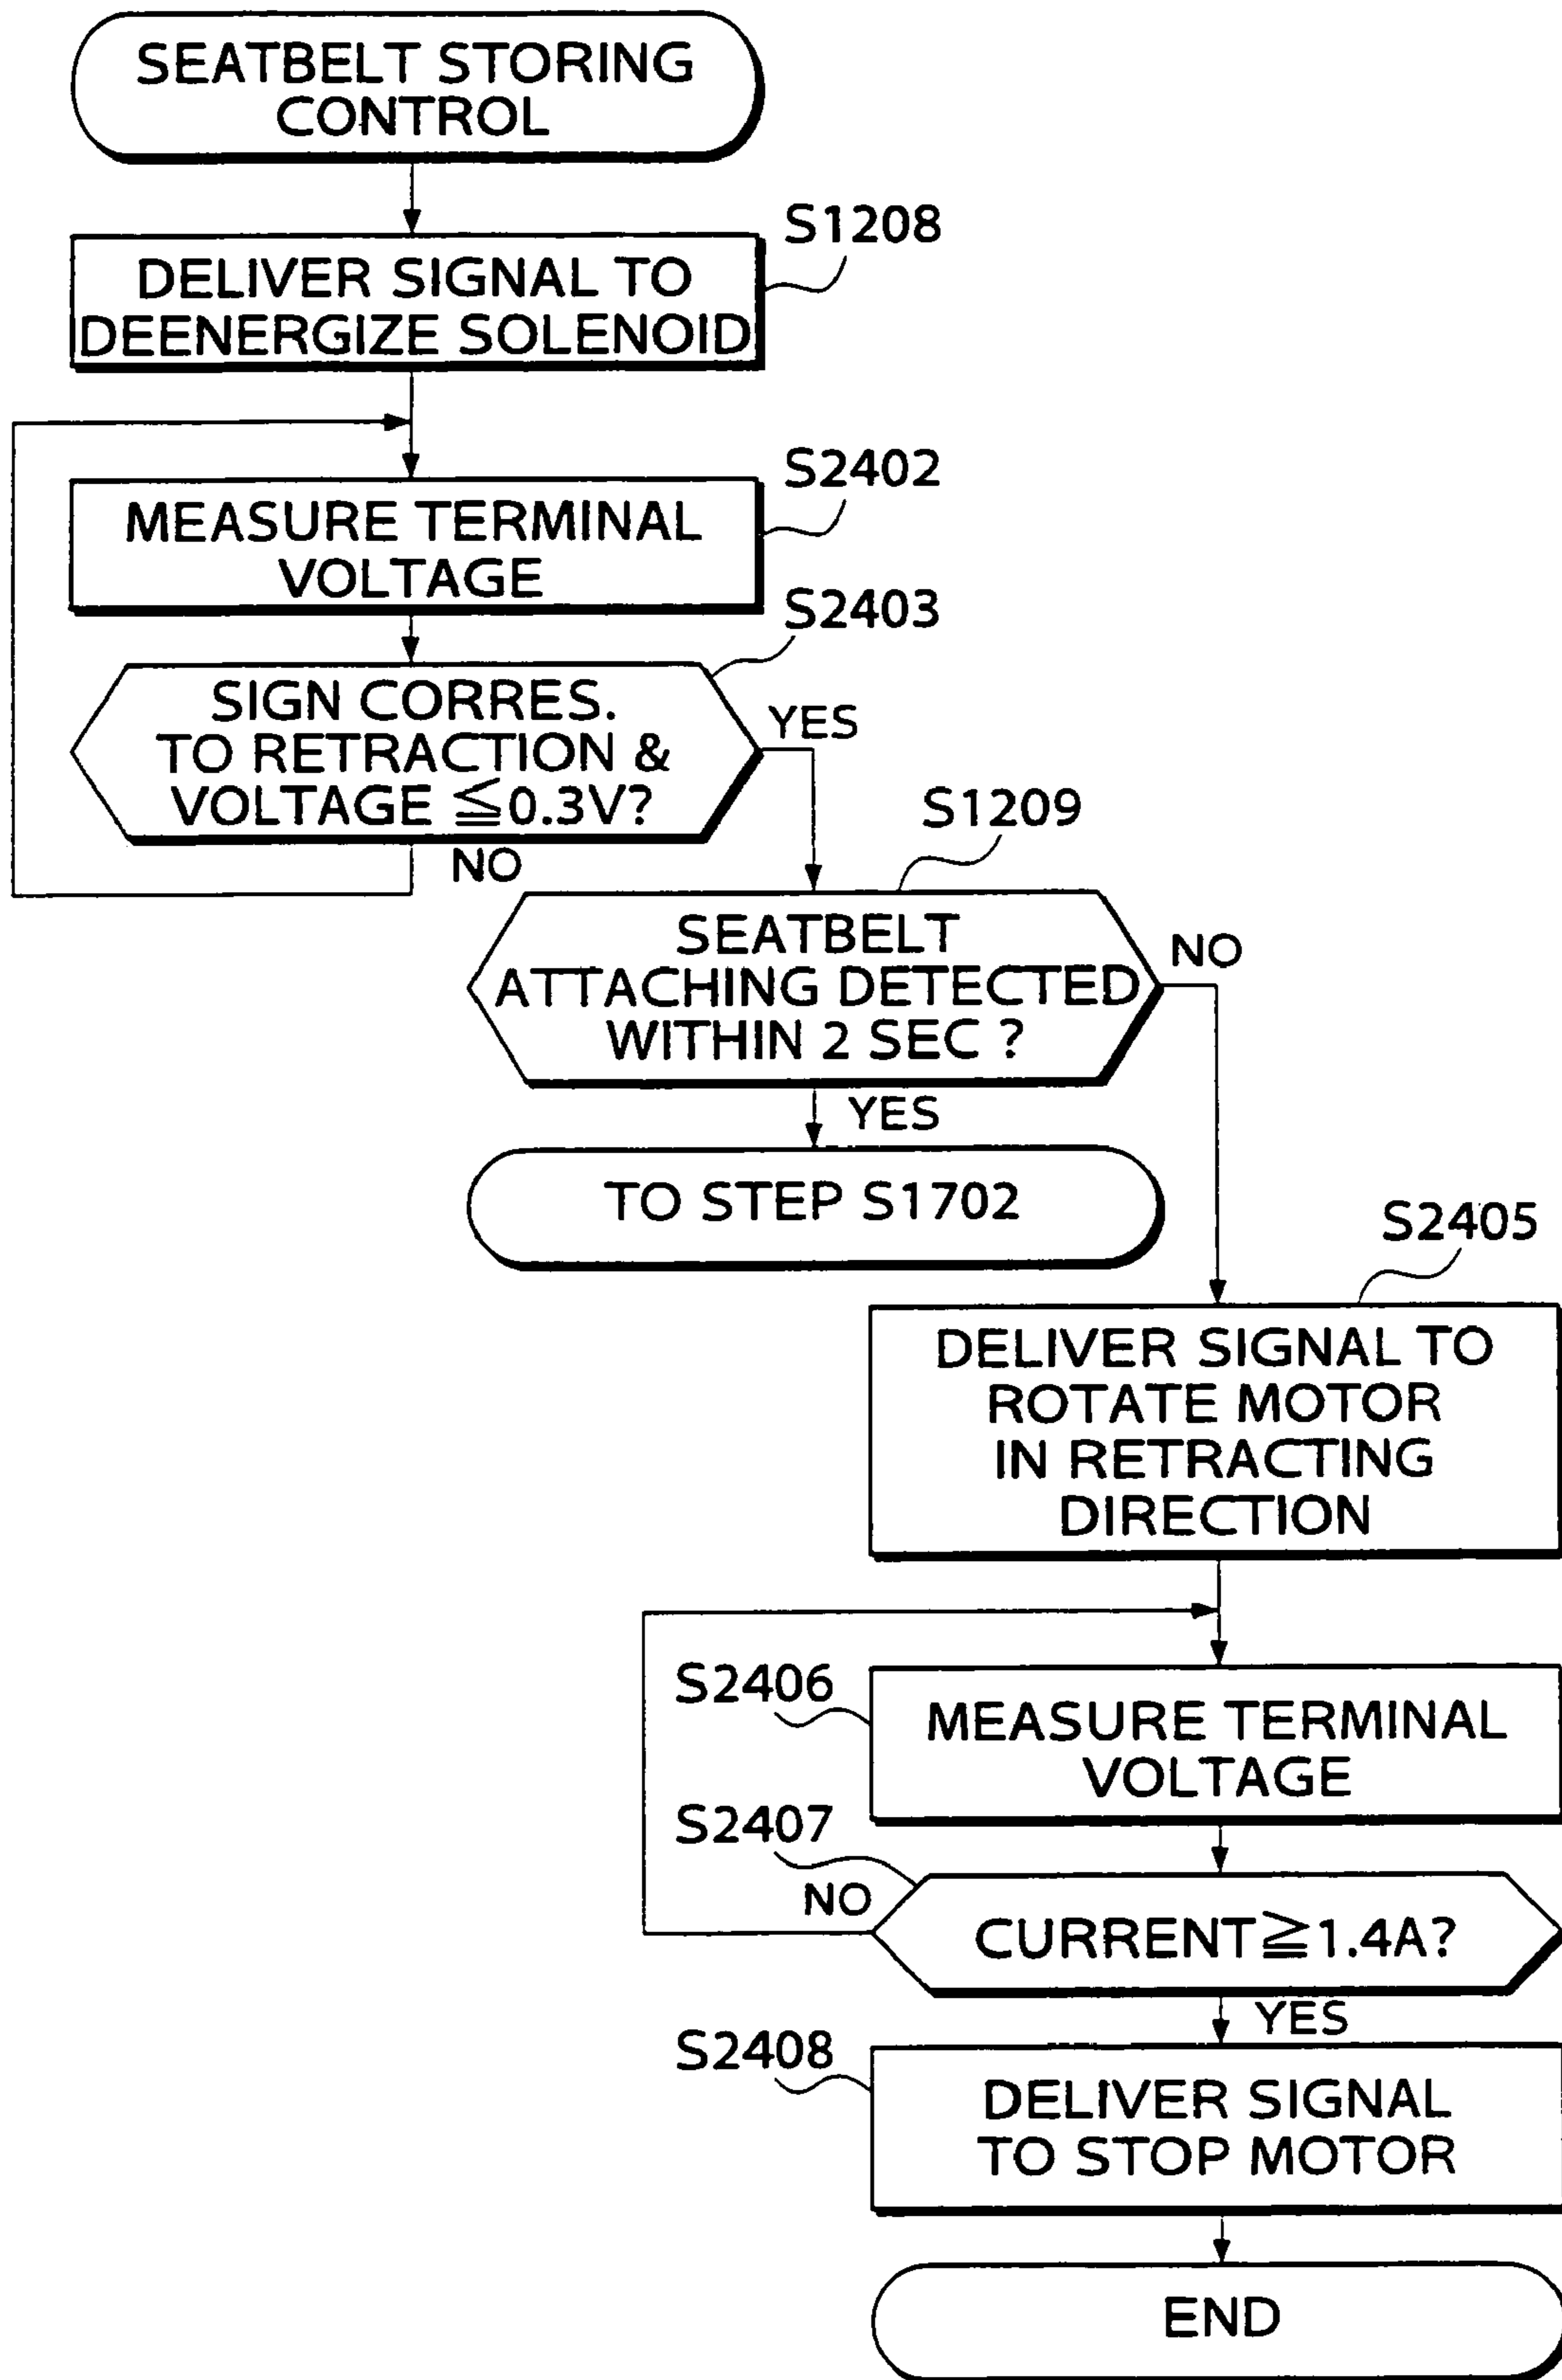 SEATBELT STORING
CONTROL
S1208
DELIVER SIGNAL TO
DEENERGIZE SOLENOID
S2402
MEASURE TERMINAL
VOLTAGE
S2403
SIGN CORRES.
TO RETRACTION &
VOLTAGE ≦0.3V?
YES
NO
S1209
SEATBELT
ATTACHING DETECTED
WITHIN 2 SEC ?
NO
YES
TO STEP S1702
S2405
DELIVER SIGNAL TO
ROTATE MOTOR
IN RETRACTING
DIRECTION
S2406
MEASURE TERMINAL
VOLTAGE
S2407
NO
CURRENT≧1.4A?
YES
S2408
DELIVER SIGNAL
TO STOP MOTOR
END